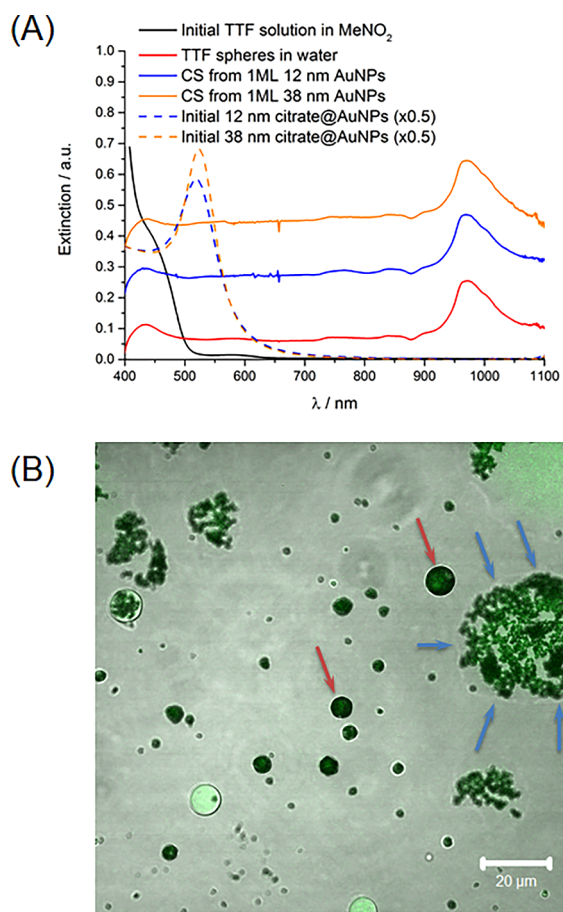 (A)
Initial TTF solution in MeNO2
TTF spheres in water
CS from 1ML 12 nm AuNPs
CS from 1ML 38 nm AuNPs
Initial 12 nm citrate@AuNPs (x0.5)
Initial 38 nm citrate@AuNPs (x0.5)
Extinction / a.u.
1.0
0.9
0.8
0.7
0.6
0.5
0.4
0.3
0.2
0.1
0.0
400 500 600 700 800 900 1000 1100
λ / nm
(B)
20 µm